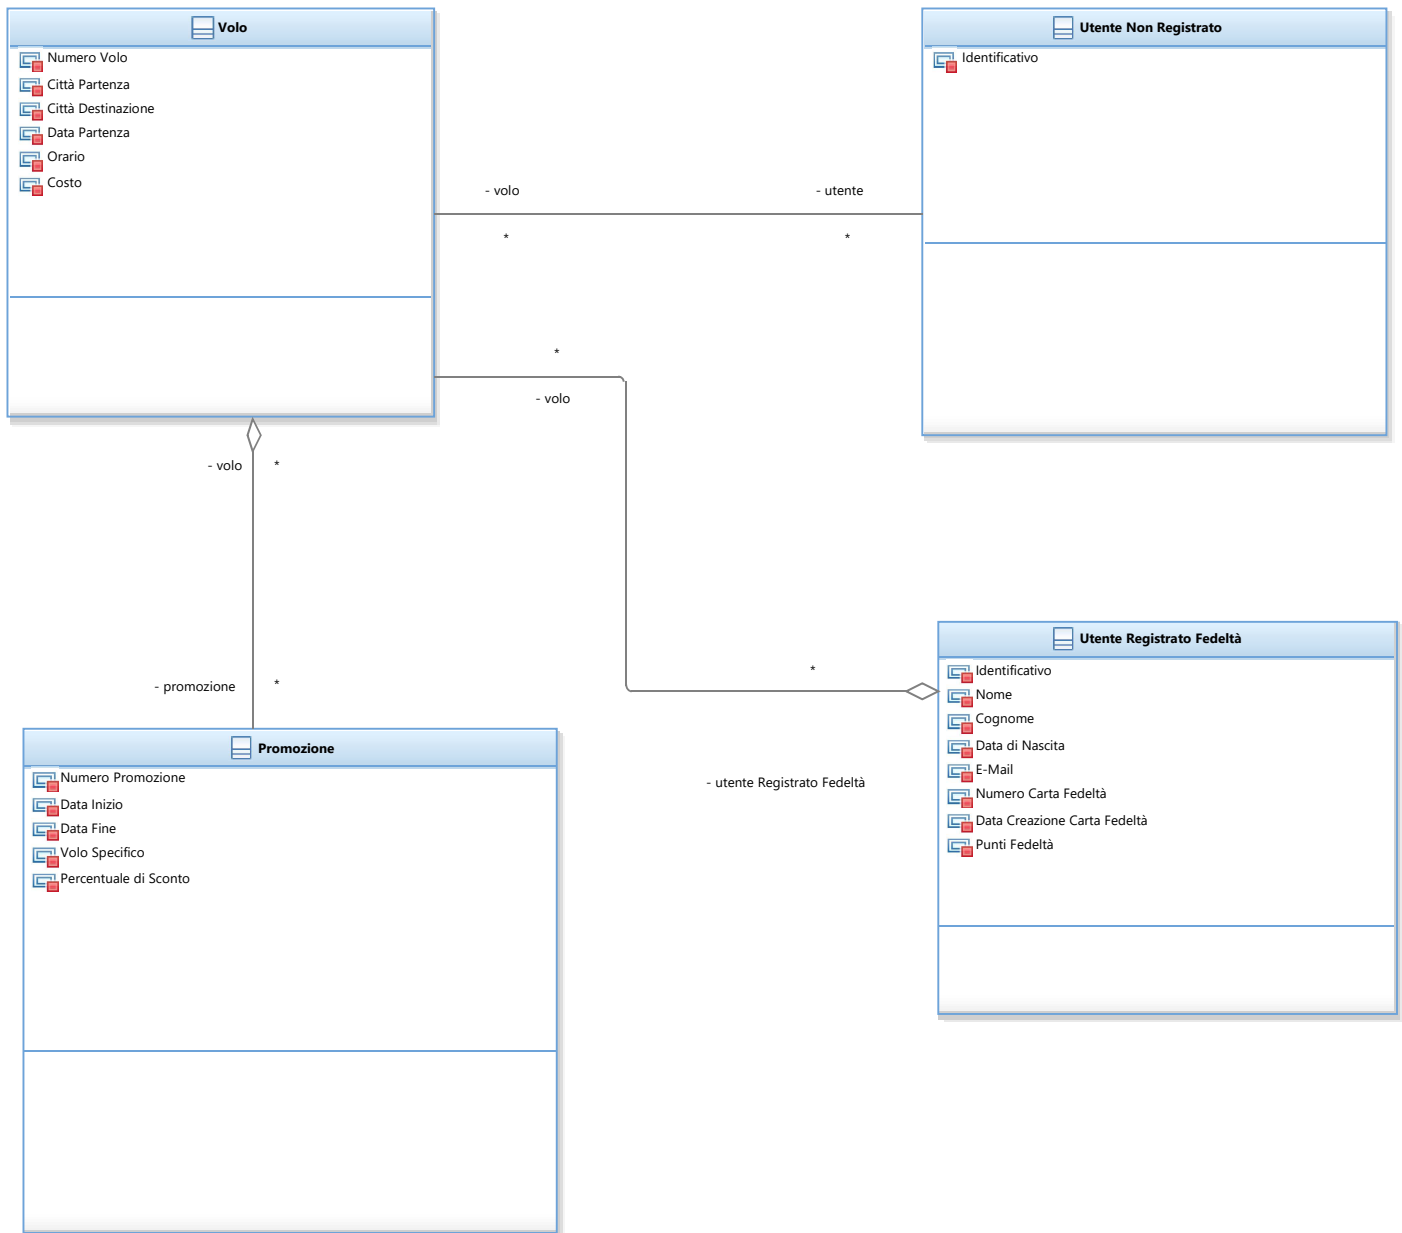 Volo
Numero Volo
Città Partenza
Città Destinazione
Data Partenza
Orario
Costo
Utente Non Registrato
Identificativo
- volo
- utente
*
*
*
- volo
- volo
*
- promozione
*
*
- utente Registrato Fedeltà
Promozione
Numero Promozione
Data Inizio
Data Fine
Volo Specifico
Percentuale di Sconto
Utente Registrato Fedeltà
Identificativo
Nome
Cognome
Data di Nascita
E-Mail
Numero Carta Fedeltà
Data Creazione Carta Fedeltà
Punti Fedeltà